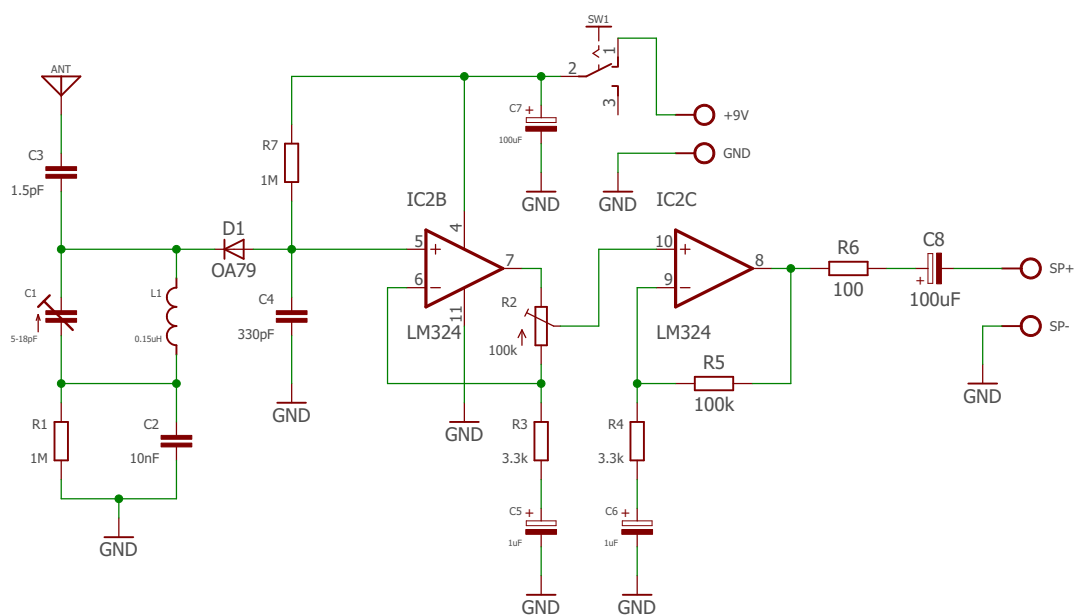 SW1
ANT
2
1
3
C7
+
100uF
+9V
GND
GND
GND
C3
1.5pF
R7
1M
IC2B
4
5
+
6
−
7
11
LM324
GND
IC2C
10
+
9
−
8
LM324
D1
OA79
C4
330pF
GND
C1
5-18pF
L1
0.15uH
R2
100k
R6
100
C8
+
100uF
SP+
SP-
GND
R5
100k
R1
1M
C2
10nF
GND
R3
3.3k
R4
3.3k
C5
+
1uF
GND
C6
+
1uF
GND